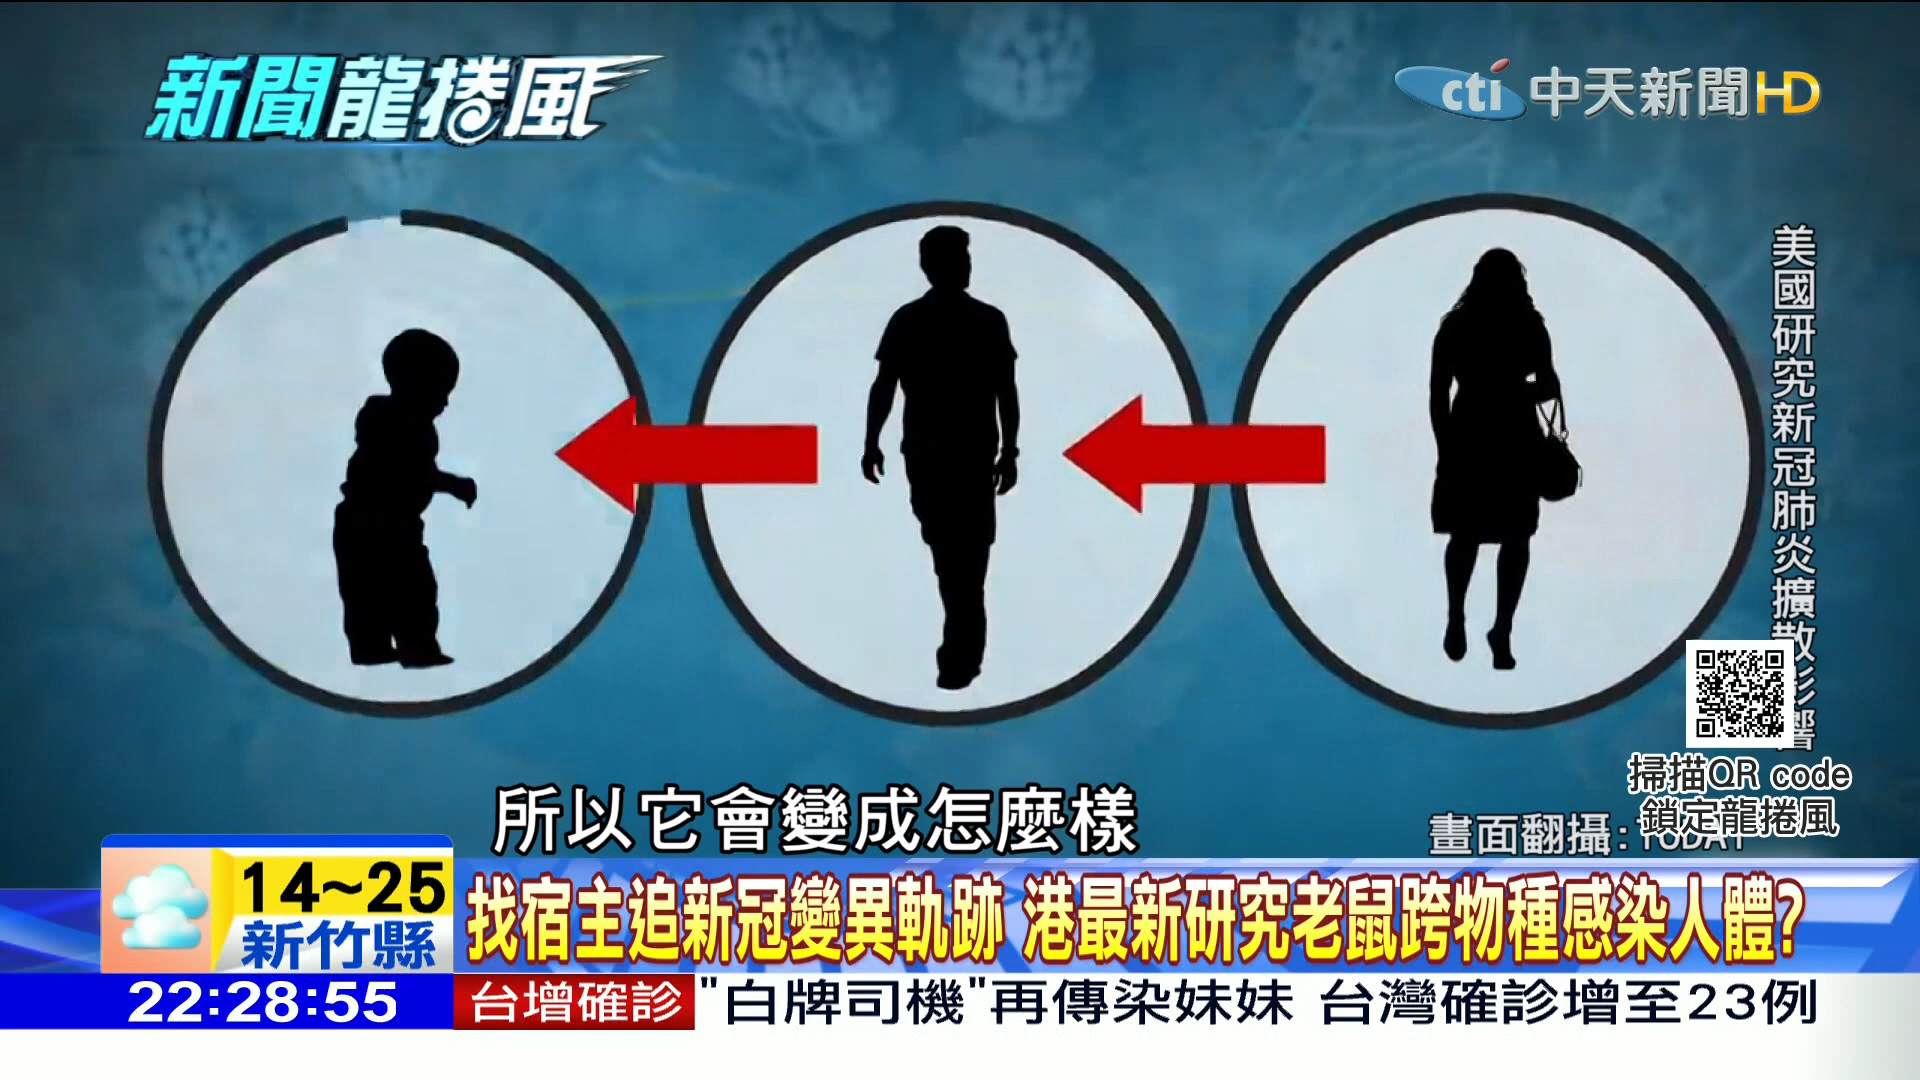 新聞龍捲風
cti 中天新聞HD
美國研究新冠肺炎擴散影響
掃描QR code
鎖定龍捲風
所以它會變成怎麼樣
畫面翻攝:TODAY
14~25
新竹縣
找宿主追新冠變異軌跡 港最新研究老鼠跨物種感染人體?
22:28:55
台增確診 "白牌司機"再傳染妹妹 台灣確診增至23例